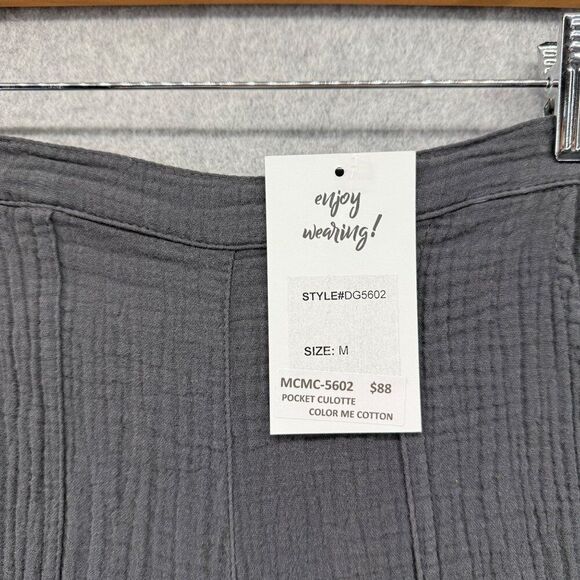 enjoy
wearing!
STYLE#DG5602
SIZE: M
MCMC-5602 $88
POCKET CULOTTE
COLOR ME COTTON